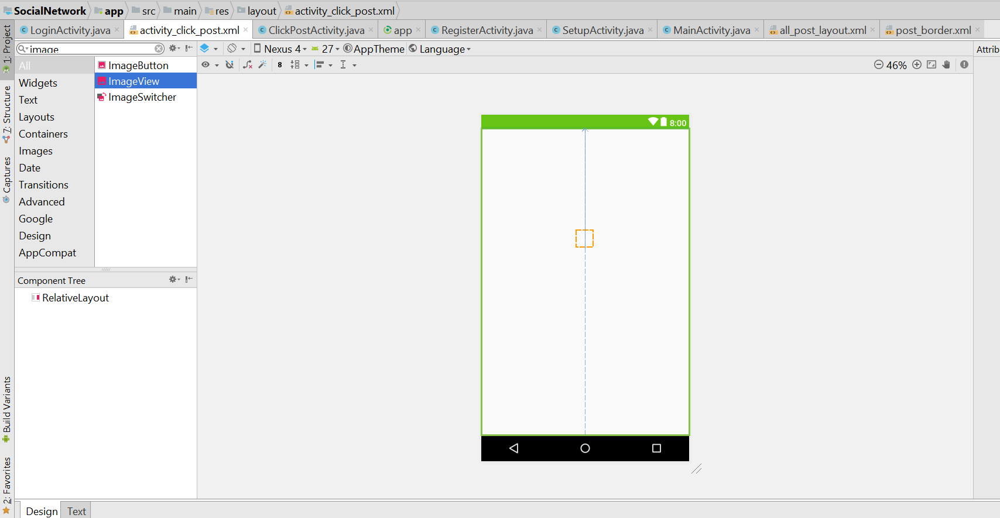 SocialNetwork app src main res layout activity_click_post.xml
LoginActivity.java activity_click_post.xml ClickPostActivity.java app RegisterActivity.java SetupActivity.java MainActivity.java all_post_layout.xml post_border.xml
1: Project
7: Structure
Captures
Build Variants
2: Favorites
image
Nexus 4 27 AppTheme Language
Attrib
8
46%
All
Widgets
Text
Layouts
Containers
Images
Date
Transitions
Advanced
Google
Design
AppCompat
ImageButton
ImageView
ImageSwitcher
8:00
Component Tree
RelativeLayout
Design Text